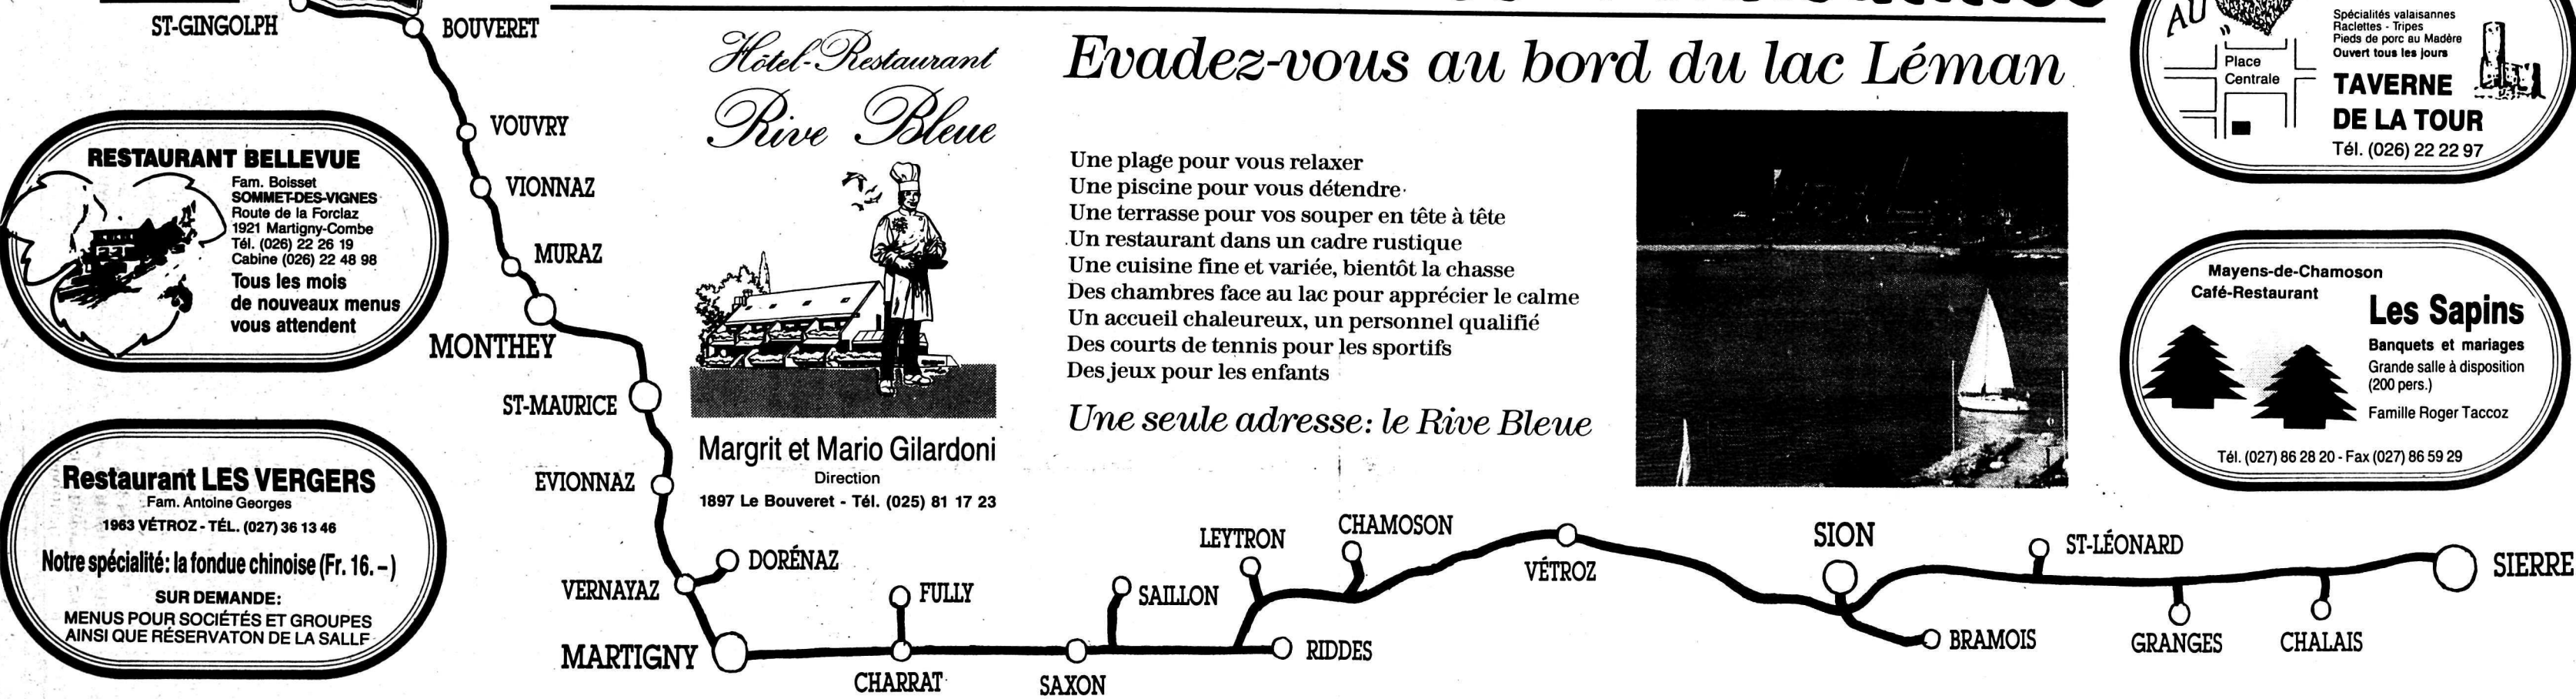 ST-GINGOLPH
BOUVERET
VOUVRY
VIONNAZ
MURAZ
MONTHEY
ST-MAURICE
EVIONNAZ
VERNAYAZ
DORÉNAZ
MARTIGNY
RESTAURANT BELLEVUE
Fam. Boisset
SOMMET-DES-VIGNES
Route de la Forclaz
1921 Martigny-Combe
Tél. (026) 22 26 19
Cabine (026) 22 48 98
Tous les mois
de nouveaux menus
vous attendent
Restaurant LES VERGERS
Fam. Antoine Georges
1963 VÉTROZ - TÉL. (027) 36 13 46
Notre spécialité: la fondue chinoise (Fr. 16.–)
SUR DEMANDE:
MENUS POUR SOCIÉTÉS ET GROUPES
AINSI QUE RÉSERVATON DE LA SALLE
Hôtel-Restaurant
Rive Bleue
Margrit et Mario Gilardoni
Direction
1897 Le Bouveret - Tél. (025) 81 17 23
Evadez-vous au bord du lac Léman
Une plage pour vous relaxer
Une piscine pour vous détendre
Une terrasse pour vos souper en tête à tête
Un restaurant dans un cadre rustique
Une cuisine fine et variée, bientôt la chasse
Des chambres face au lac pour apprécier le calme
Un accueil chaleureux, un personnel qualifié
Des courts de tennis pour les sportifs
Des jeux pour les enfants
Une seule adresse: le Rive Bleue
AU
Place
Centrale
Spécialités valaisannes
Raclettes - Tripes
Pieds de porc au Madère
Ouvert tous les jours
TAVERNE
DE LA TOUR
Tél. (026) 22 22 97
Mayens-de-Chamoson
Café-Restaurant
Les Sapins
Banquets et mariages
Grande salle à disposition
(200 pers.)
Famille Roger Taccoz
Tél. (027) 86 28 20 - Fax (027) 86 59 29
FULLY
CHARRAT
SAXON
SAILLON
LEYTRON
RIDDES
CHAMOSON
VÉTROZ
SION
BRAMOIS
ST-LÉONARD
GRANGES
CHALAIS
SIERRE